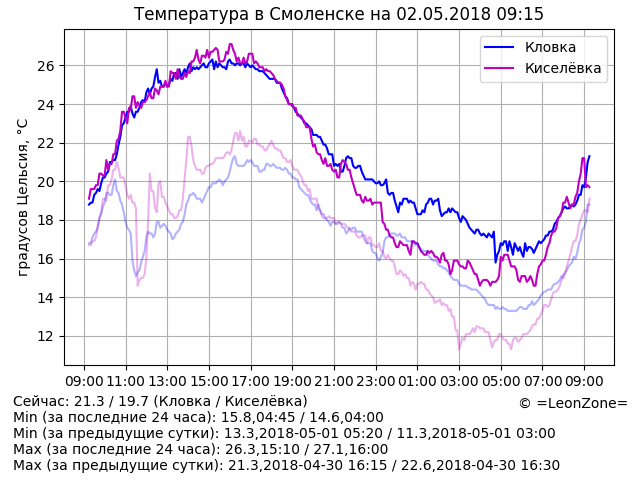 Температура в Смоленске на 02.05.2018 09:15
градусов Цельсия, °C
26
24
22
20
18
16
14
12
Кловка
Киселёвка
09:00 11:00 13:00 15:00 17:00 19:00 21:00 23:00 01:00 03:00 05:00 07:00 09:00
Сейчас: 21.3 / 19.7 (Кловка / Киселёвка)
© =LeonZone=
Min (за последние 24 часа): 15.8,04:45 / 14.6,04:00
Min (за предыдущие сутки): 13.3,2018-05-01 05:20 / 11.3,2018-05-01 03:00
Max (за последние 24 часа): 26.3,15:10 / 27.1,16:00
Max (за предыдущие сутки): 21.3,2018-04-30 16:15 / 22.6,2018-04-30 16:30